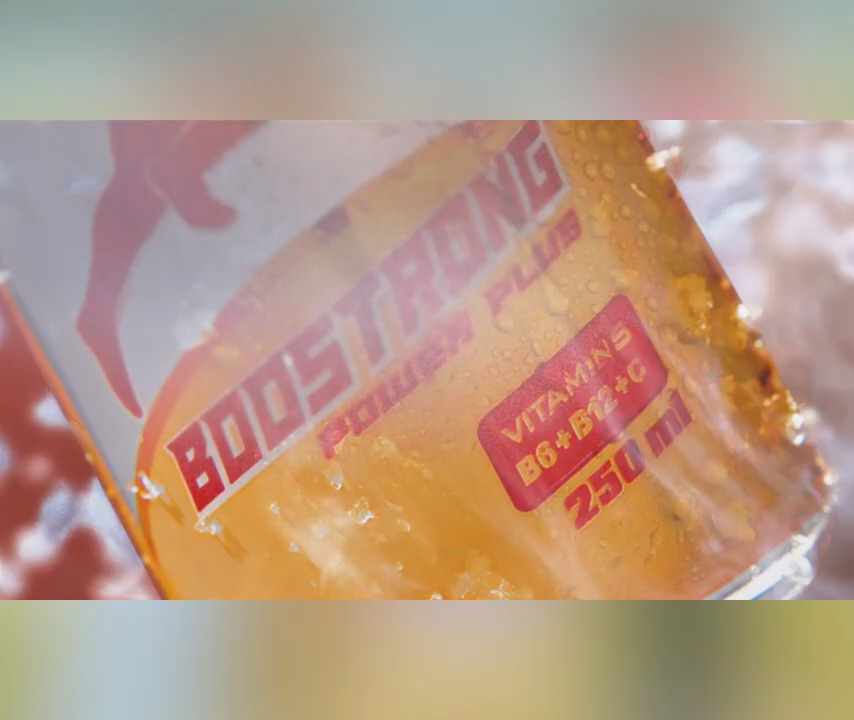 BOOSTRONG
POWER PLUS
VITAMINS
B6+B12+C
250 ml